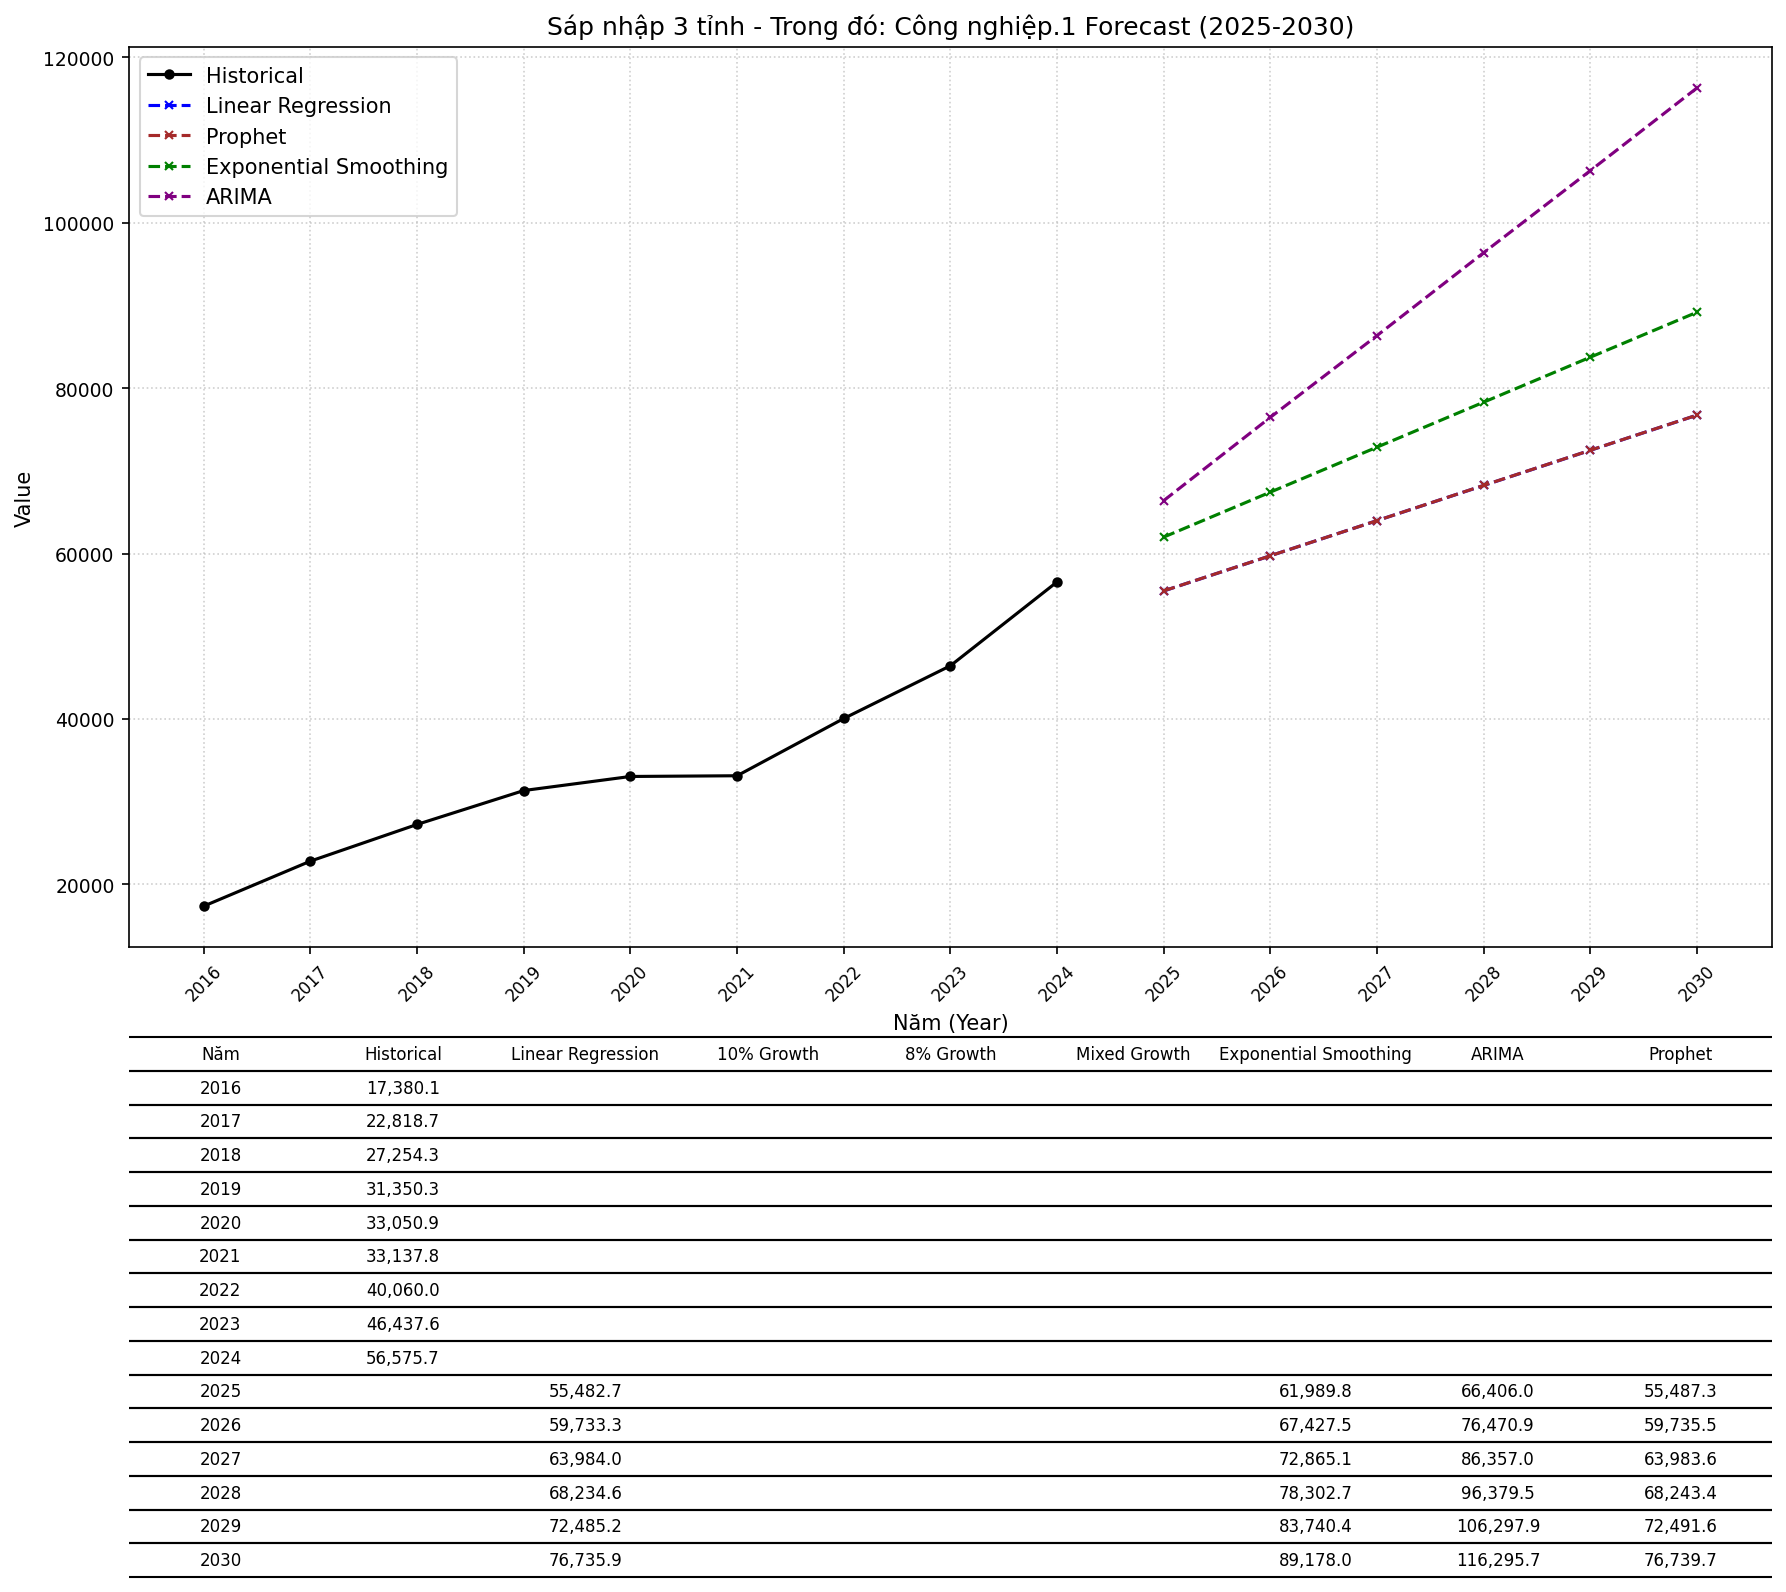 Sáp nhập 3 tỉnh - Trong đó: Công nghiệp.1 Forecast (2025-2030)
Historical
Linear Regression
Prophet
Exponential Smoothing
ARIMA
120000
100000
80000
60000
40000
20000
Value
2016 2017 2018 2019 2020 2021 2022 2023 2024 2025 2026 2027 2028 2029 2030
Năm (Year)
Năm Historical Linear Regression 10% Growth 8% Growth Mixed Growth Exponential Smoothing ARIMA Prophet
2016 17,380.1
2017 22,818.7
2018 27,254.3
2019 31,350.3
2020 33,050.9
2021 33,137.8
2022 40,060.0
2023 46,437.6
2024 56,575.7
2025 55,482.7 61,989.8 66,406.0 55,487.3
2026 59,733.3 67,427.5 76,470.9 59,735.5
2027 63,984.0 72,865.1 86,357.0 63,983.6
2028 68,234.6 78,302.7 96,379.5 68,243.4
2029 72,485.2 83,740.4 106,297.9 72,491.6
2030 76,735.9 89,178.0 116,295.7 76,739.7